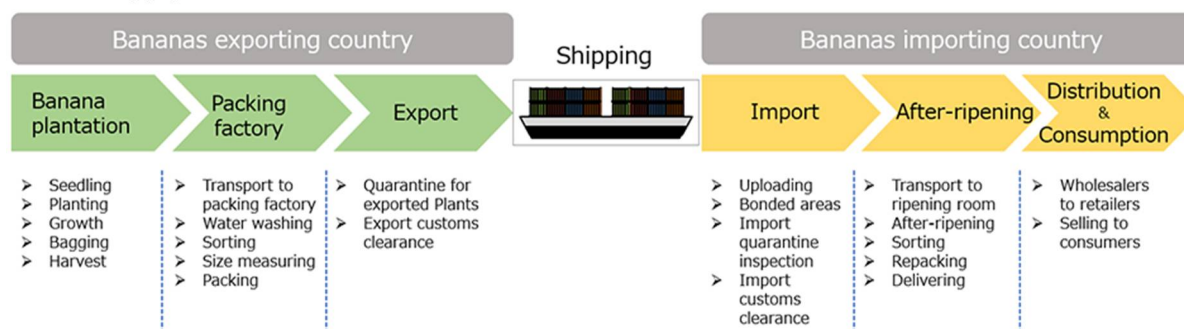 Bananas exporting country
Shipping
Bananas importing country
Banana
plantation
Packing
factory
Export
Import
After-ripening
Distribution
&
Consumption
➢ Seedling
➢ Planting
➢ Growth
➢ Bagging
➢ Harvest
➢ Transport to
packing factory
➢ Water washing
➢ Sorting
➢ Size measuring
➢ Packing
➢ Quarantine for
exported Plants
➢ Export customs
clearance
➢ Uploading
➢ Bonded areas
➢ Import
quarantine
inspection
➢ Import
customs
clearance
➢ Transport to
ripening room
➢ After-ripening
➢ Sorting
➢ Repacking
➢ Delivering
➢ Wholesalers
to retailers
➢ Selling to
consumers